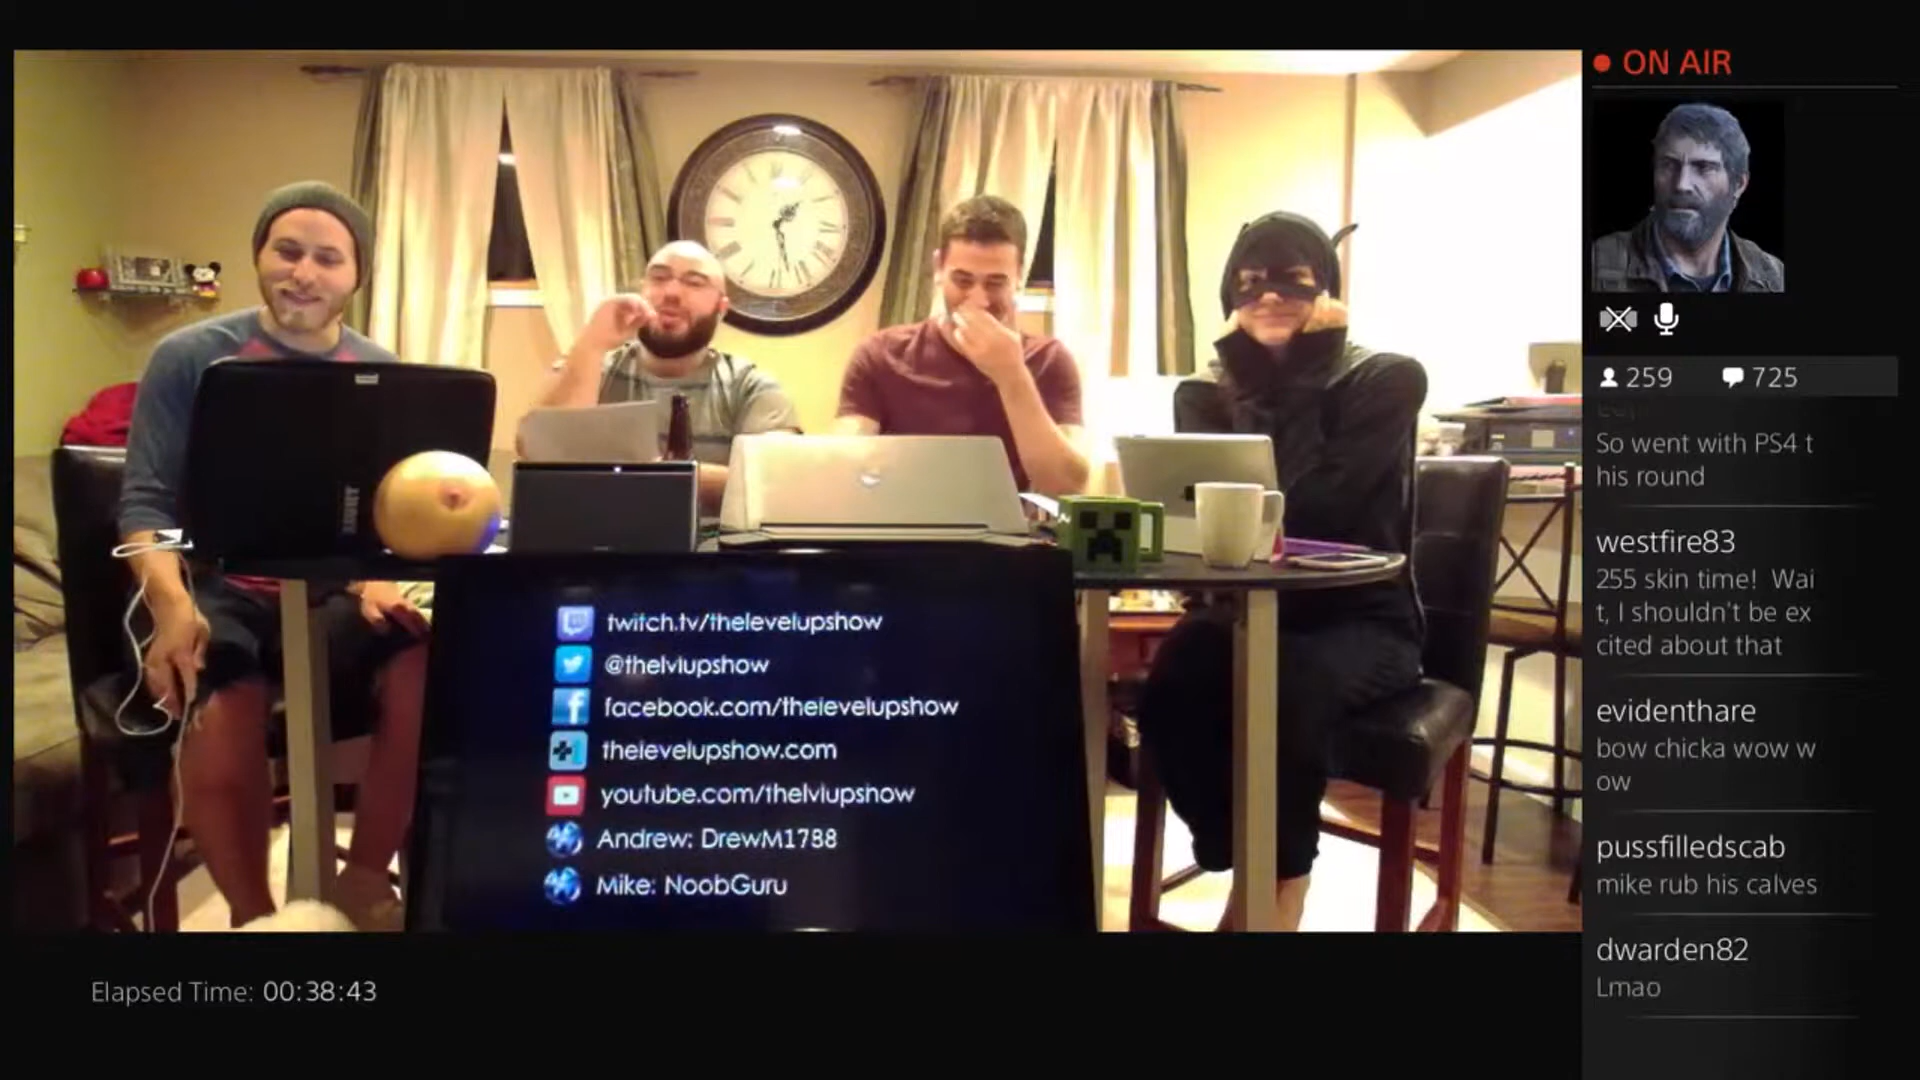 ON AIR
259 725
So went with PS4 t
his round
westfire83
255 skin time! Wai
t, I shouldn't be ex
cited about that
evidenthare
bow chicka wow w
ow
pussfilledscab
mike rub his calves
dwarden82
Lmao
twitch.tv/thelevelupshow
@thelvlupshow
facebook.com/thelevelupshow
thelevelupshow.com
youtube.com/thelvlupshow
Andrew: DrewM1788
Mike: NoobGuru
Elapsed Time: 00:38:43